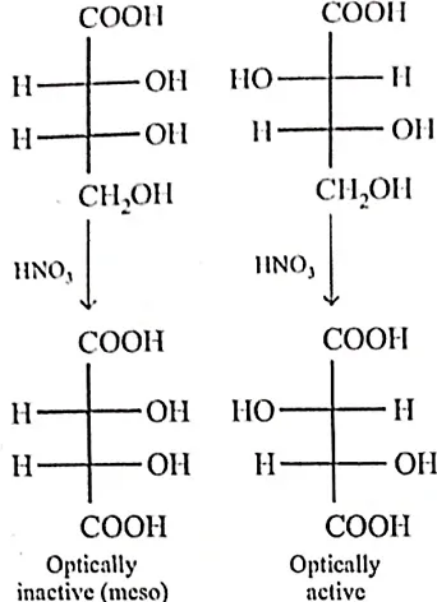 COOH COOH
H OH HO H
H OH H OH
CH₂OH CH₂OH
HNO₃ HNO₃
COOH COOH
H OH HO H
H OH H OH
COOH COOH
Optically Optically
inactive (meso) active